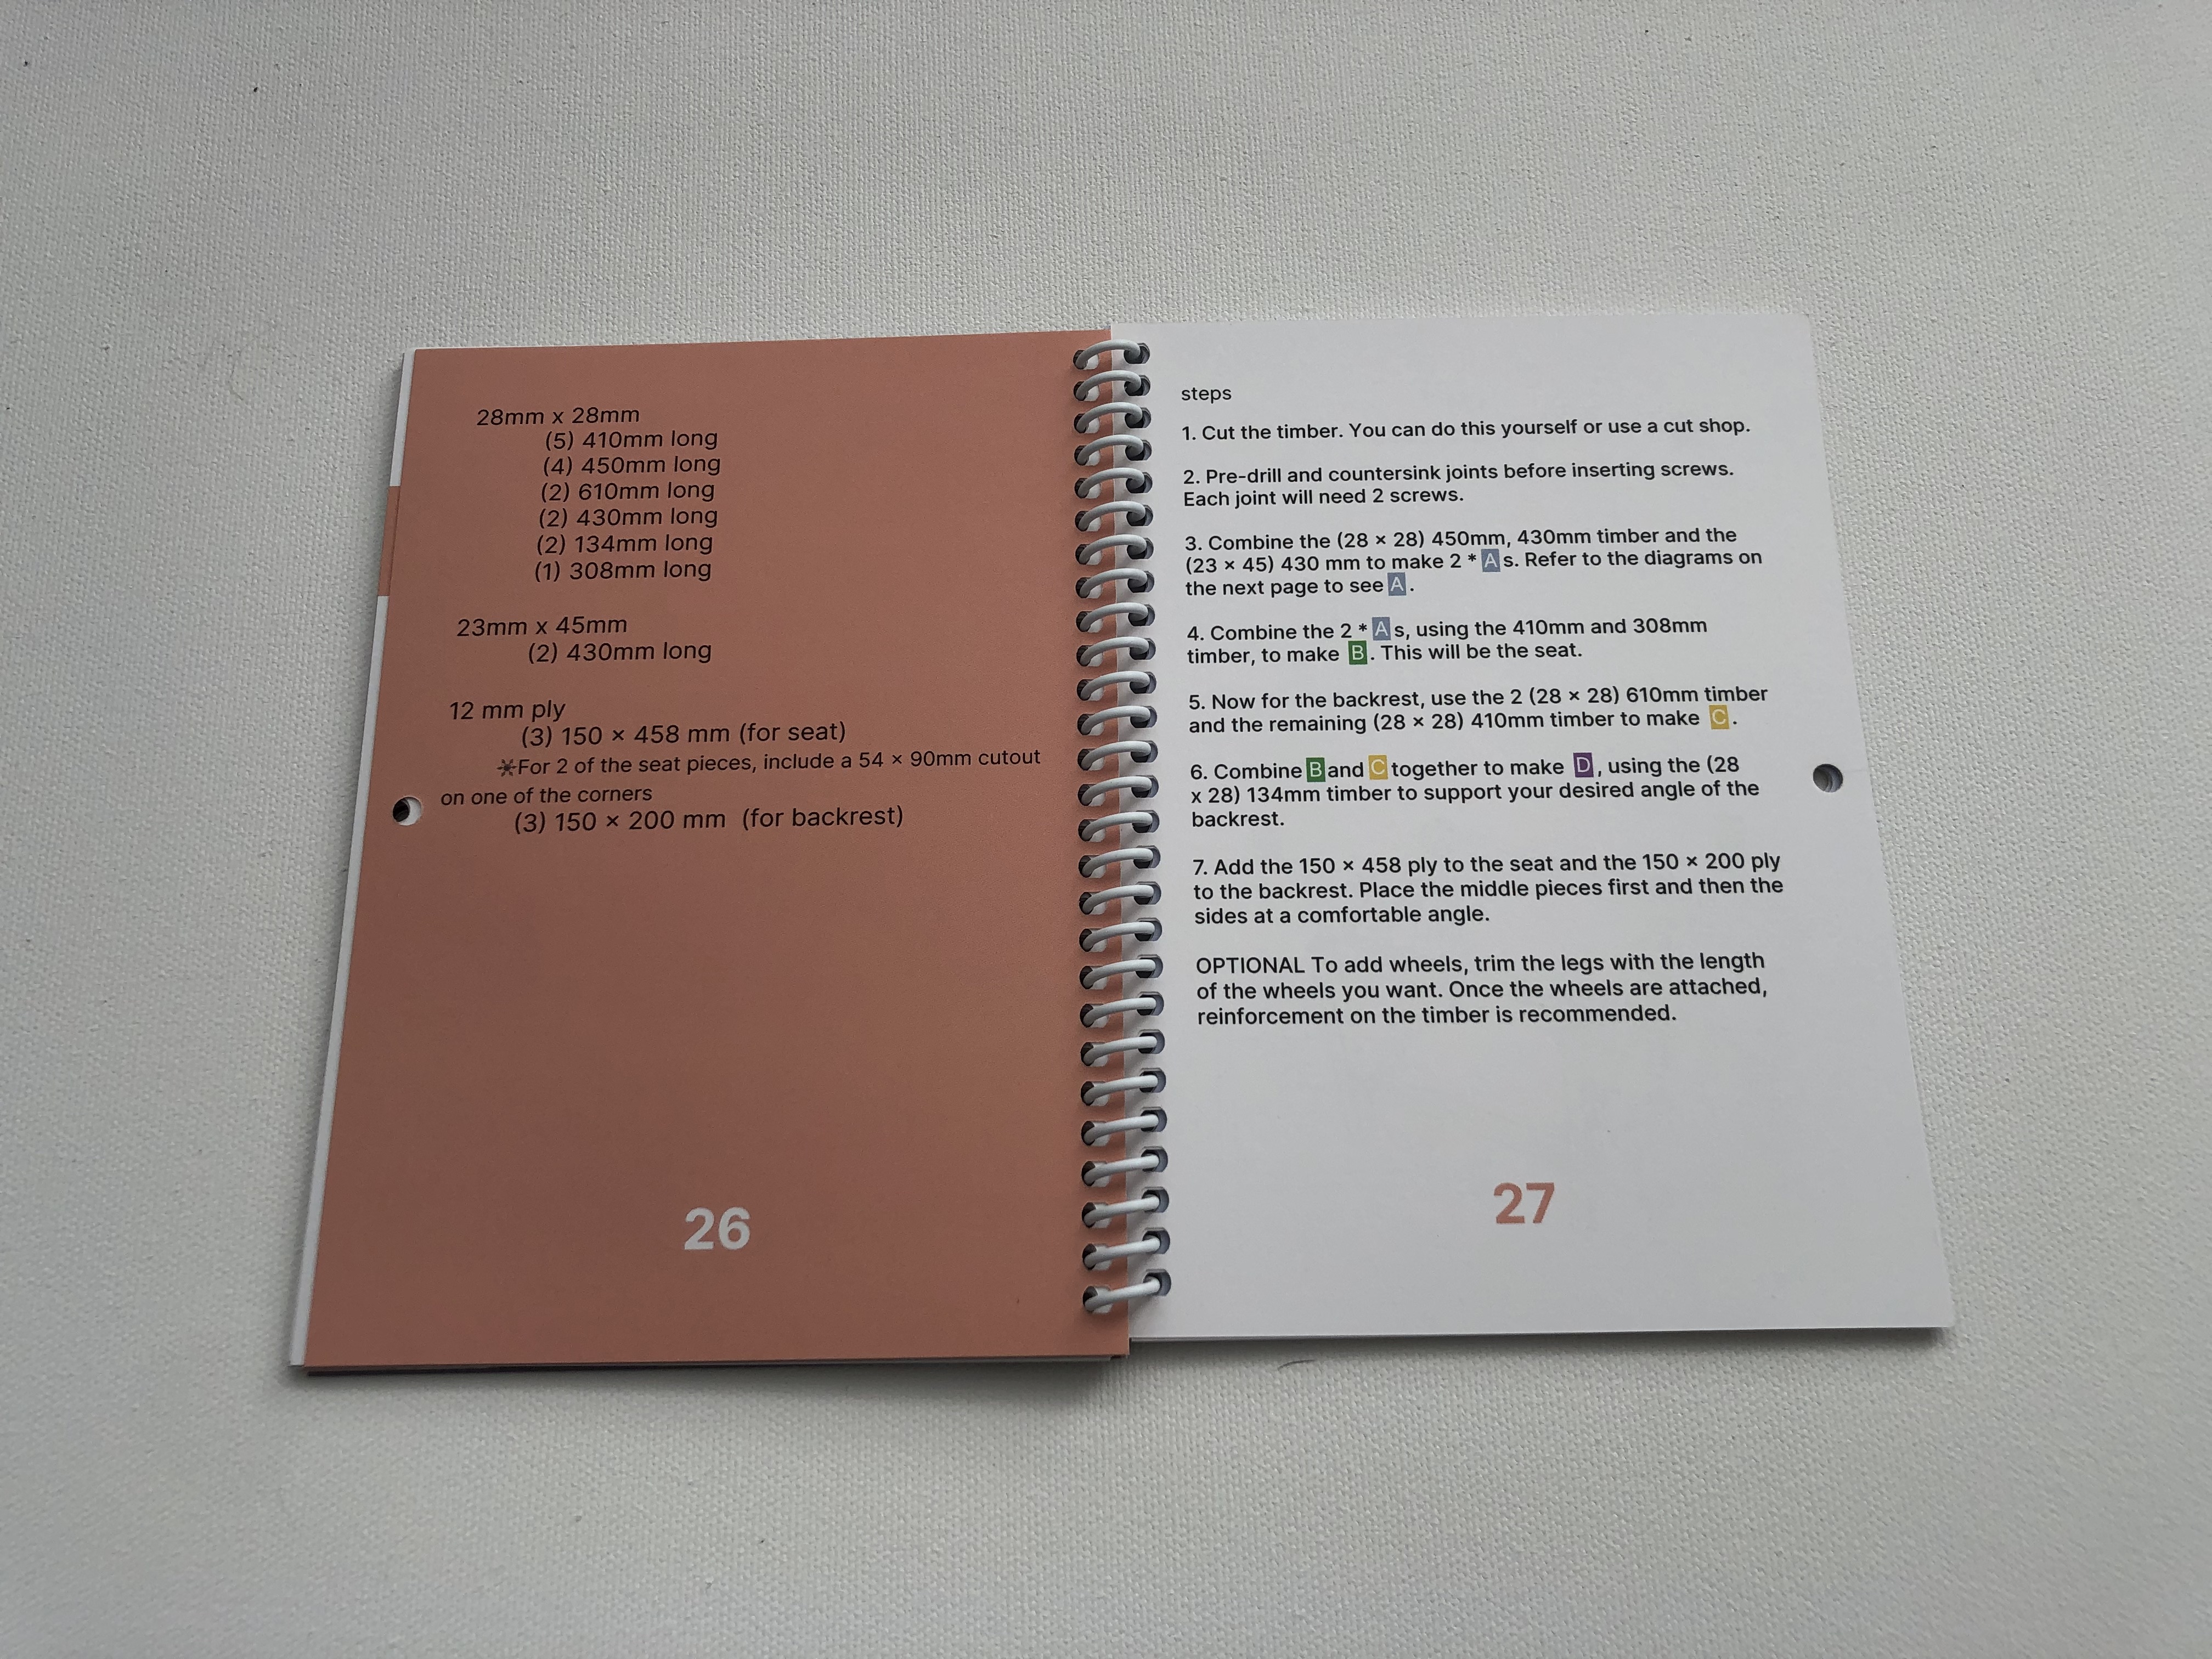 28mm x 28mm
(5) 410mm long
(4) 450mm long
(2) 610mm long
(2) 430mm long
(2) 134mm long
(1) 308mm long
23mm x 45mm
(2) 430mm long
12 mm ply
(3) 150 × 458 mm (for seat)
✳For 2 of the seat pieces, include a 54 × 90mm cutout
on one of the corners
(3) 150 × 200 mm (for backrest)
26
steps
1. Cut the timber. You can do this yourself or use a cut shop.
2. Pre-drill and countersink joints before inserting screws.
Each joint will need 2 screws.
3. Combine the (28 × 28) 450mm, 430mm timber and the
(23 × 45) 430 mm to make 2 * A s. Refer to the diagrams on
the next page to see A .
4. Combine the 2 * A s, using the 410mm and 308mm
timber, to make B . This will be the seat.
5. Now for the backrest, use the 2 (28 × 28) 610mm timber
and the remaining (28 × 28) 410mm timber to make C .
6. Combine B and C together to make D , using the (28
x 28) 134mm timber to support your desired angle of the
backrest.
7. Add the 150 × 458 ply to the seat and the 150 × 200 ply
to the backrest. Place the middle pieces first and then the
sides at a comfortable angle.
OPTIONAL To add wheels, trim the legs with the length
of the wheels you want. Once the wheels are attached,
reinforcement on the timber is recommended.
27